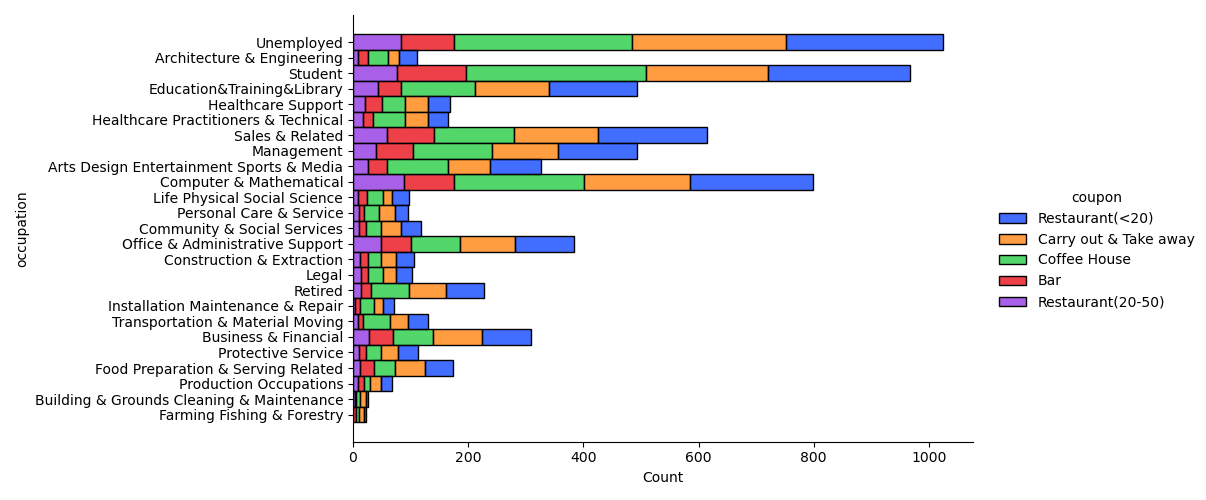 occupation
Unemployed
Architecture & Engineering
Student
Education&Training&Library
Healthcare Support
Healthcare Practitioners & Technical
Sales & Related
Management
Arts Design Entertainment Sports & Media
Computer & Mathematical
Life Physical Social Science
Personal Care & Service
Community & Social Services
Office & Administrative Support
Construction & Extraction
Legal
Retired
Installation Maintenance & Repair
Transportation & Material Moving
Business & Financial
Protective Service
Food Preparation & Serving Related
Production Occupations
Building & Grounds Cleaning & Maintenance
Farming Fishing & Forestry
0 200 400 600 800 1000
Count
coupon
Restaurant(<20)
Carry out & Take away
Coffee House
Bar
Restaurant(20-50)